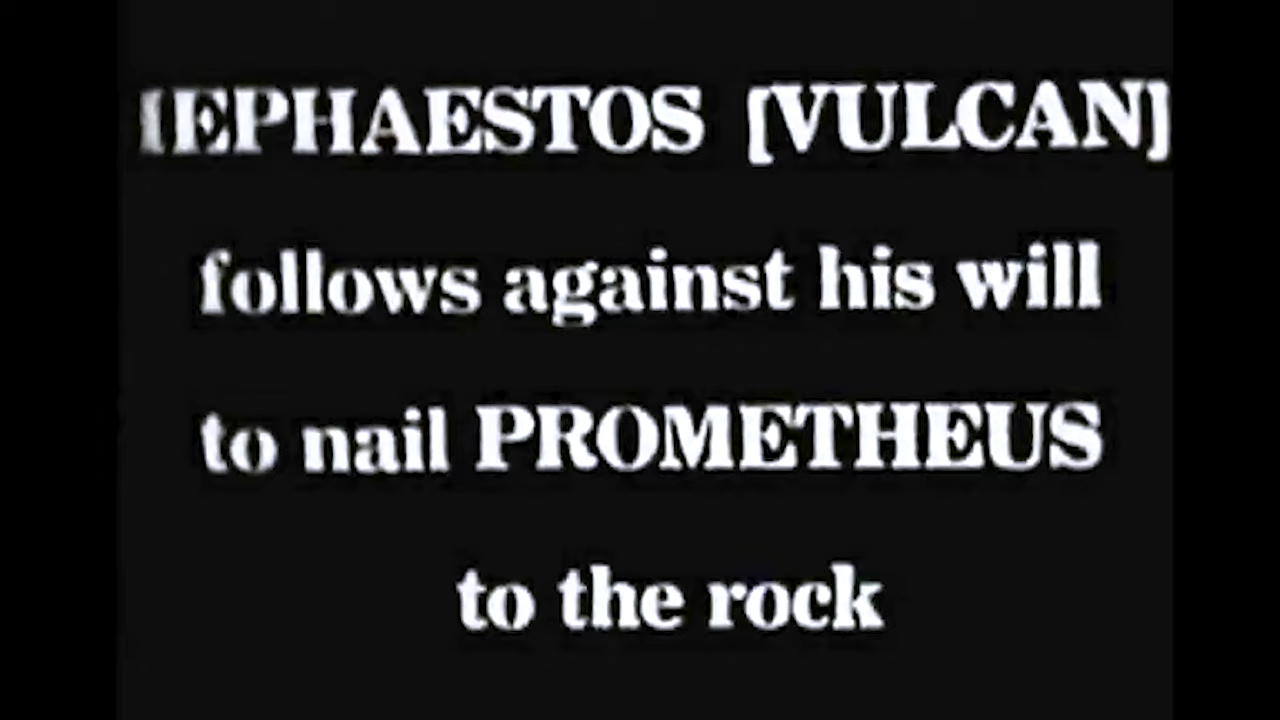 HEPHAESTOS [VULCAN]
follows against his will
to nail PROMETHEUS
to the rock